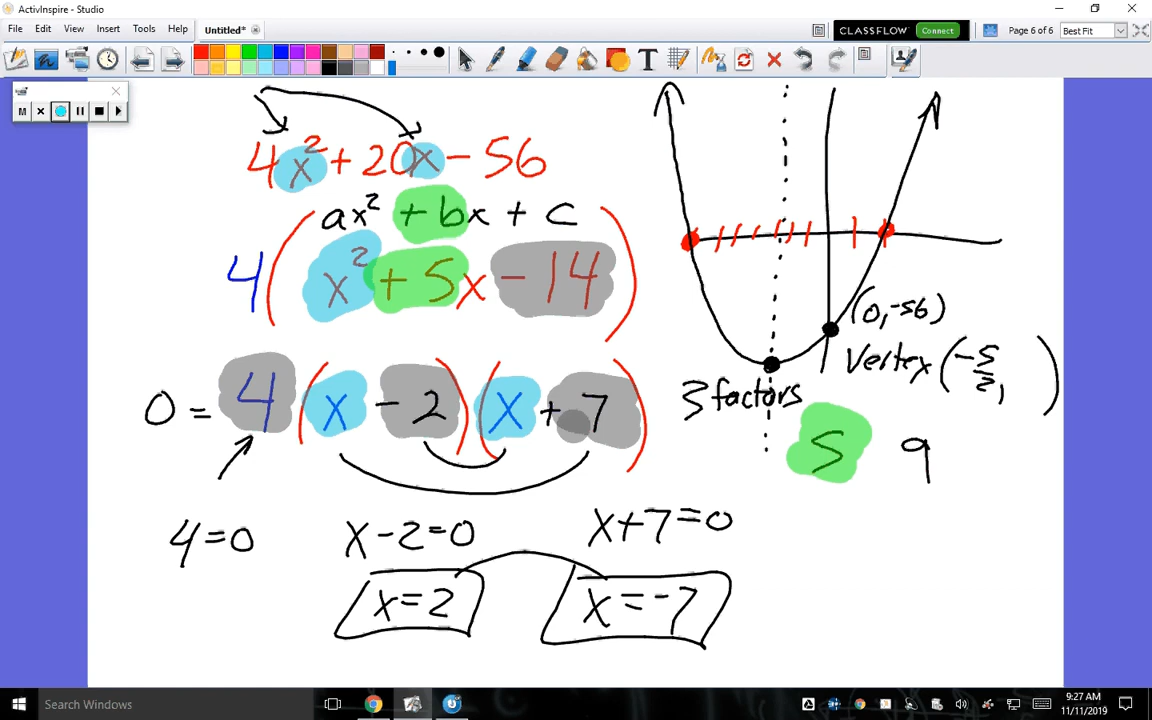 ActivInspire - Studio
File Edit View Insert Tools Help Untitled*
CLASSFLOW Connect Page 6 of 6 Best Fit
M
4x² + 20x - 56
ax² + bx + c
4(x² + 5x - 14)
(0, -56)
Vertex (-5/2, )
0 = 4(x - 2)(x + 7)
3 factors
5 9
4=0 x-2=0 x+7=0
x=2 x=-7
Search Windows
9:27 AM
11/11/2019